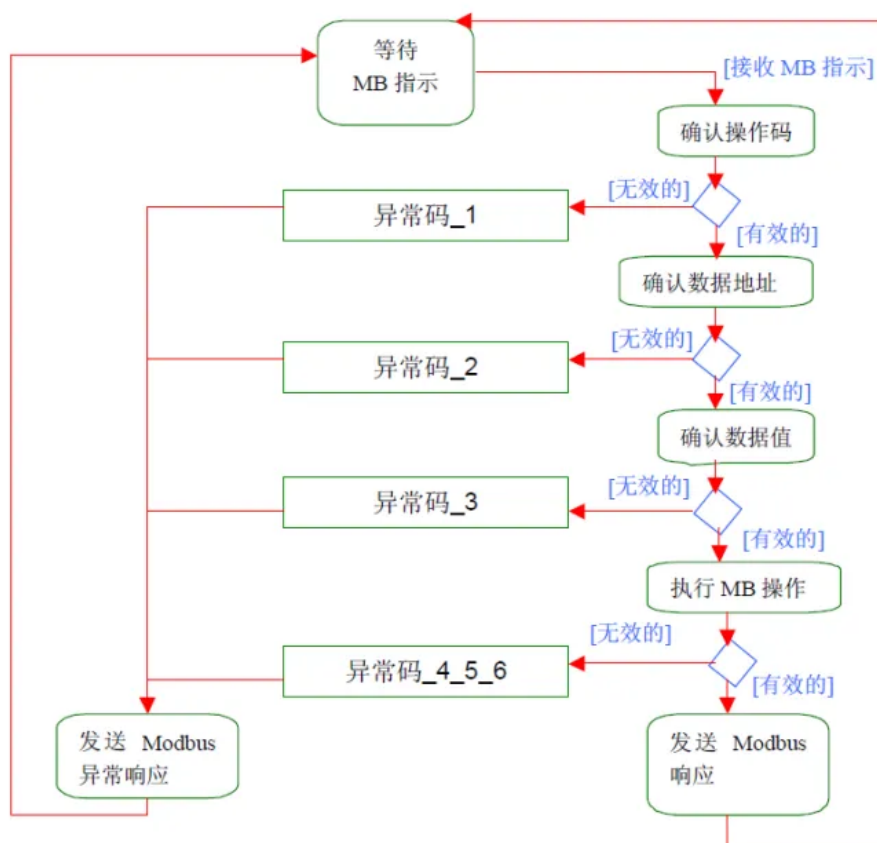 等待
MB 指示
[接收 MB 指示]
确认操作码
[无效的]
异常码_1
[有效的]
确认数据地址
[无效的]
异常码_2
[有效的]
确认数据值
[无效的]
异常码_3
[有效的]
执行 MB 操作
[无效的]
异常码_4_5_6
[有效的]
发送 Modbus
异常响应
发送 Modbus
响应